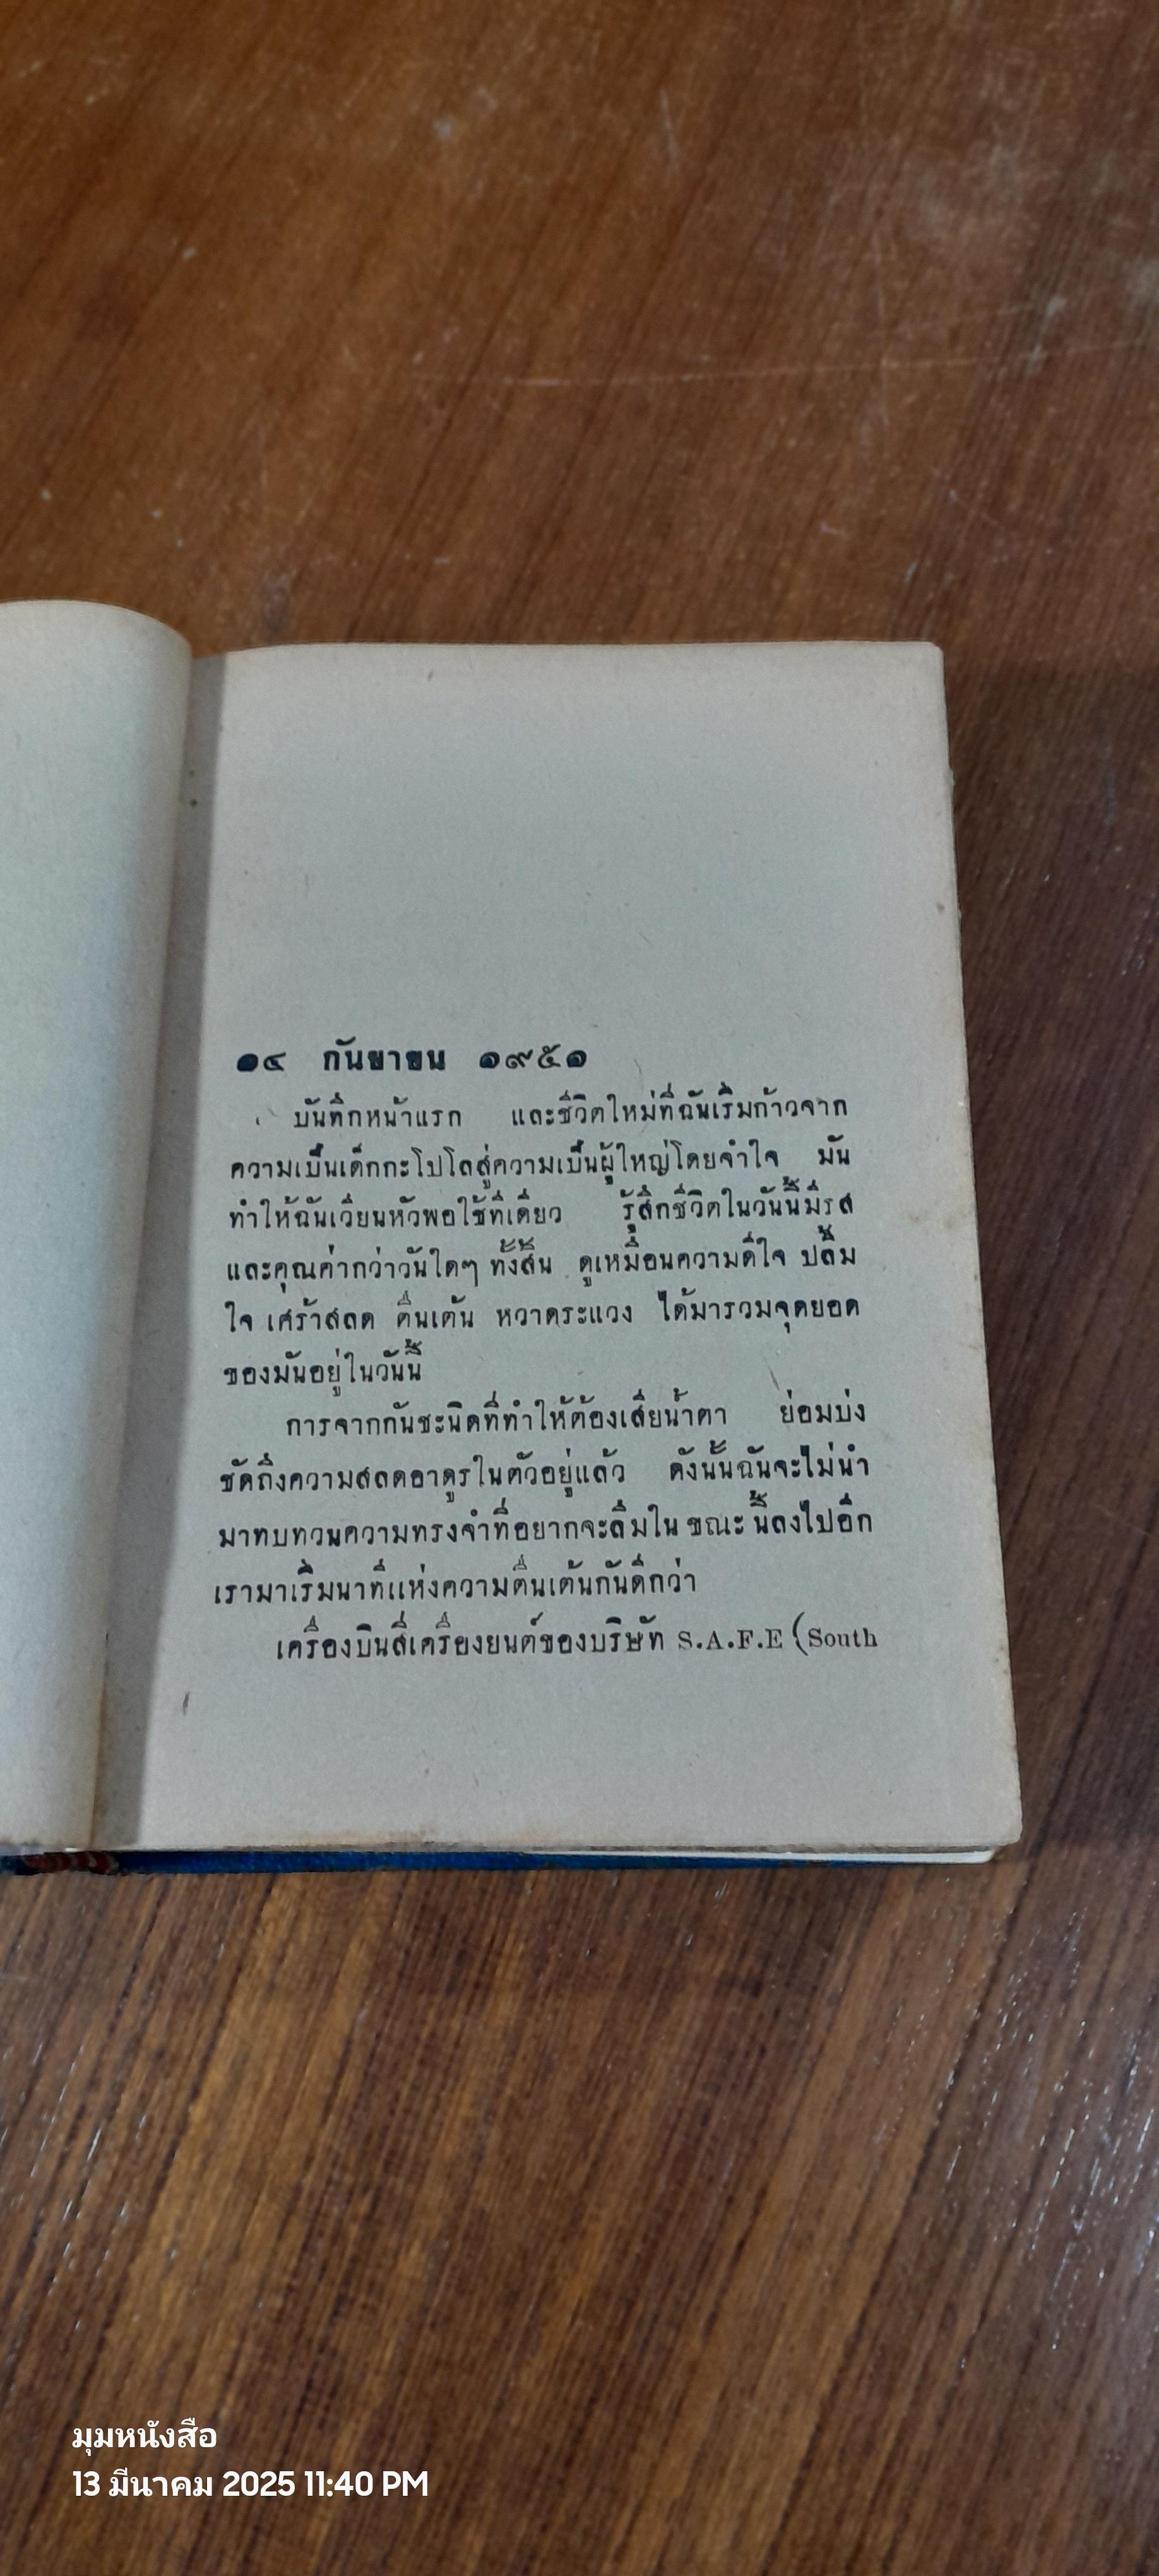 ๑๔ กันยายน ๑๙๕๑
บันทึกหน้าแรก และชีวิตใหม่ที่ฉันเริ่มก้าวจาก
ความเป็นเด็กกะโปโลสู่ความเป็นผู้ใหญ่โดยจำใจ มัน
ทำให้ฉันเวียนหัวพอใช้ทีเดียว รู้สึกชีวิตในวันนี้มีรส
และคุณค่ากว่าวันใดๆ ทั้งสิ้น ดูเหมือนความดีใจ ปลื้ม
ใจ เศร้าสลด ตื่นเต้น หวาดระแวง ได้มารวมจุดยอด
ของมันอยู่ในวันนี้
การจากกันชะนิดที่ทำให้ต้องเสียน้ำตา ย่อมบ่ง
ชัดถึงความสลดอาดูรในตัวอยู่แล้ว ดังนั้นฉันจะไม่นำ
มาทบทวนความทรงจำที่อยากจะลืมใน ขณะ นี้ลงไปอีก
เรามาเริ่มนาทีแห่งความตื่นเต้นกันดีกว่า
เครื่องบินสี่เครื่องยนต์ของบริษัท S.A.F.E (South
มุมหนังสือ
13 มีนาคม 2025 11:40 PM